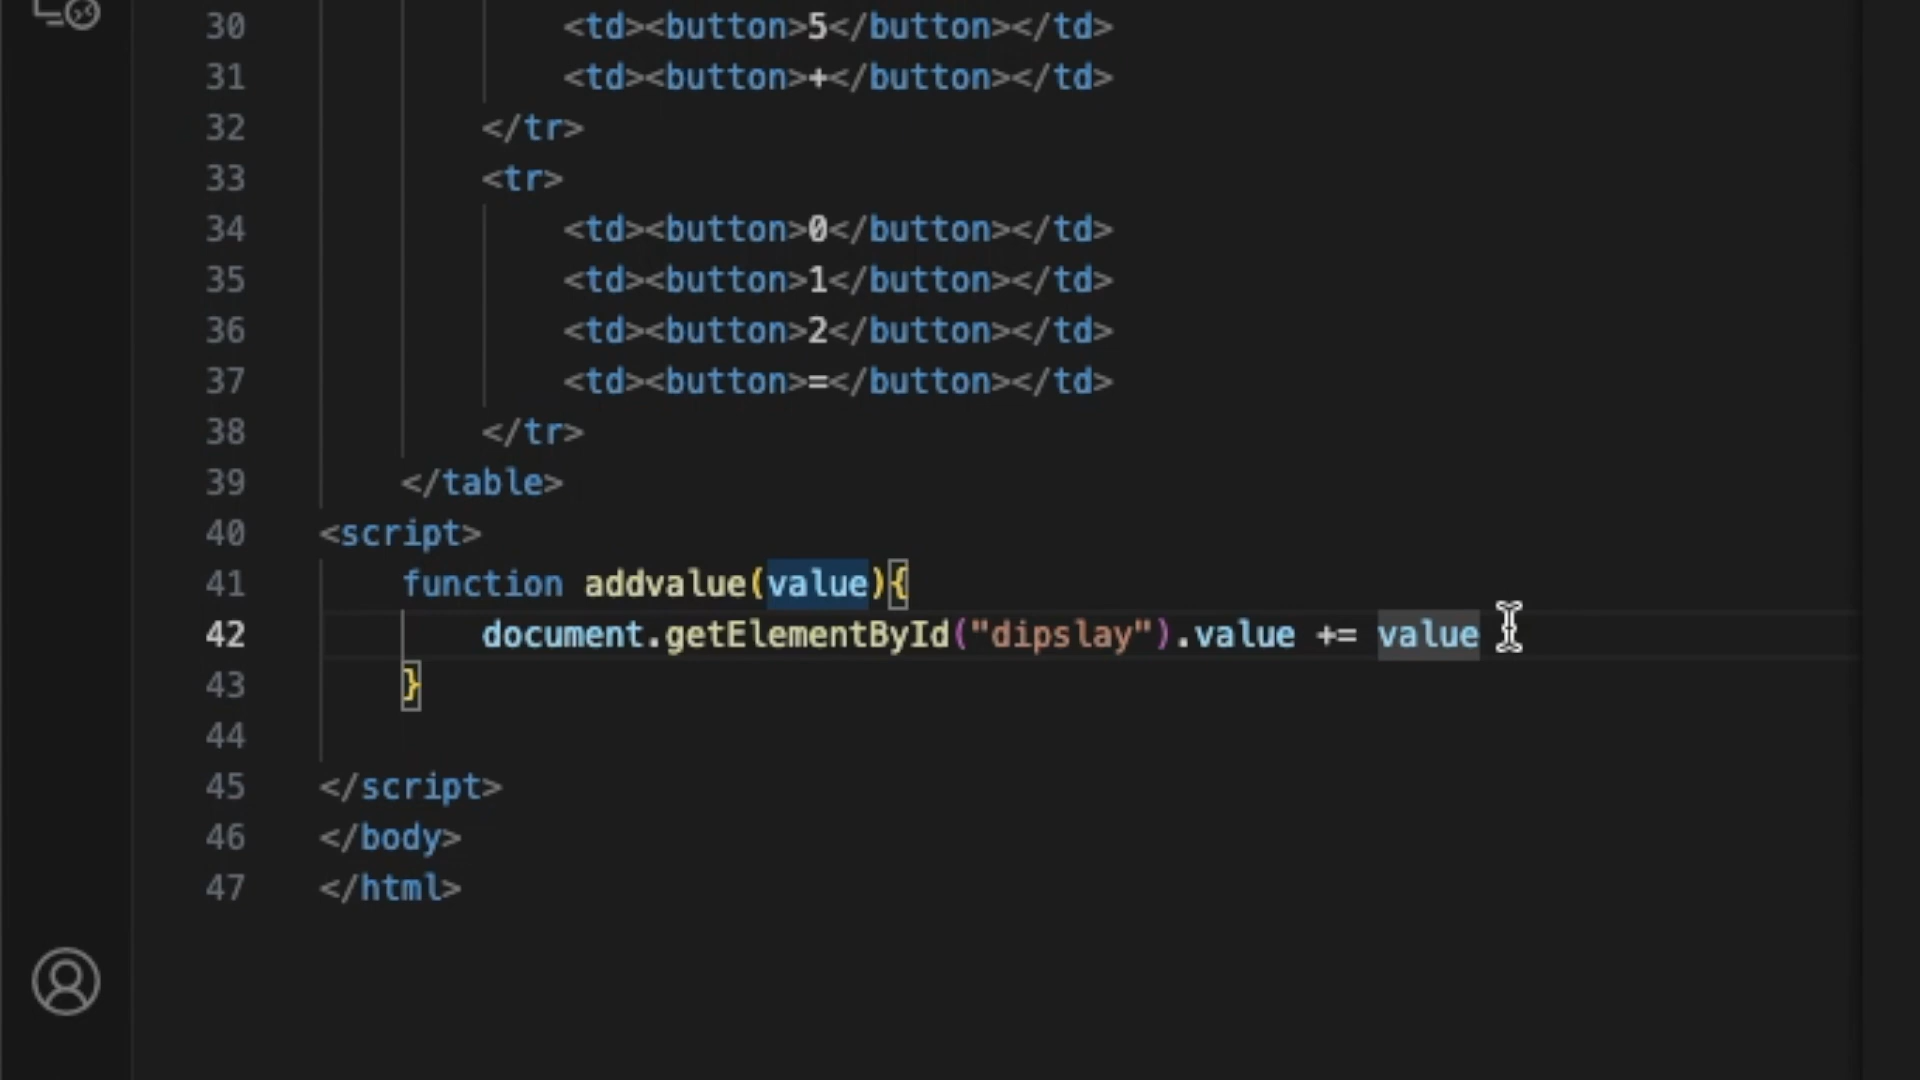 30 <td><button>5</button></td>
31 <td><button>+</button></td>
32 </tr>
33 <tr>
34 <td><button>0</button></td>
35 <td><button>1</button></td>
36 <td><button>2</button></td>
37 <td><button>=</button></td>
38 </tr>
39 </table>
40 <script>
41 function addvalue(value){
42 document.getElementById("dipslay").value += value
43 }
44
45 </script>
46 </body>
47 </html>